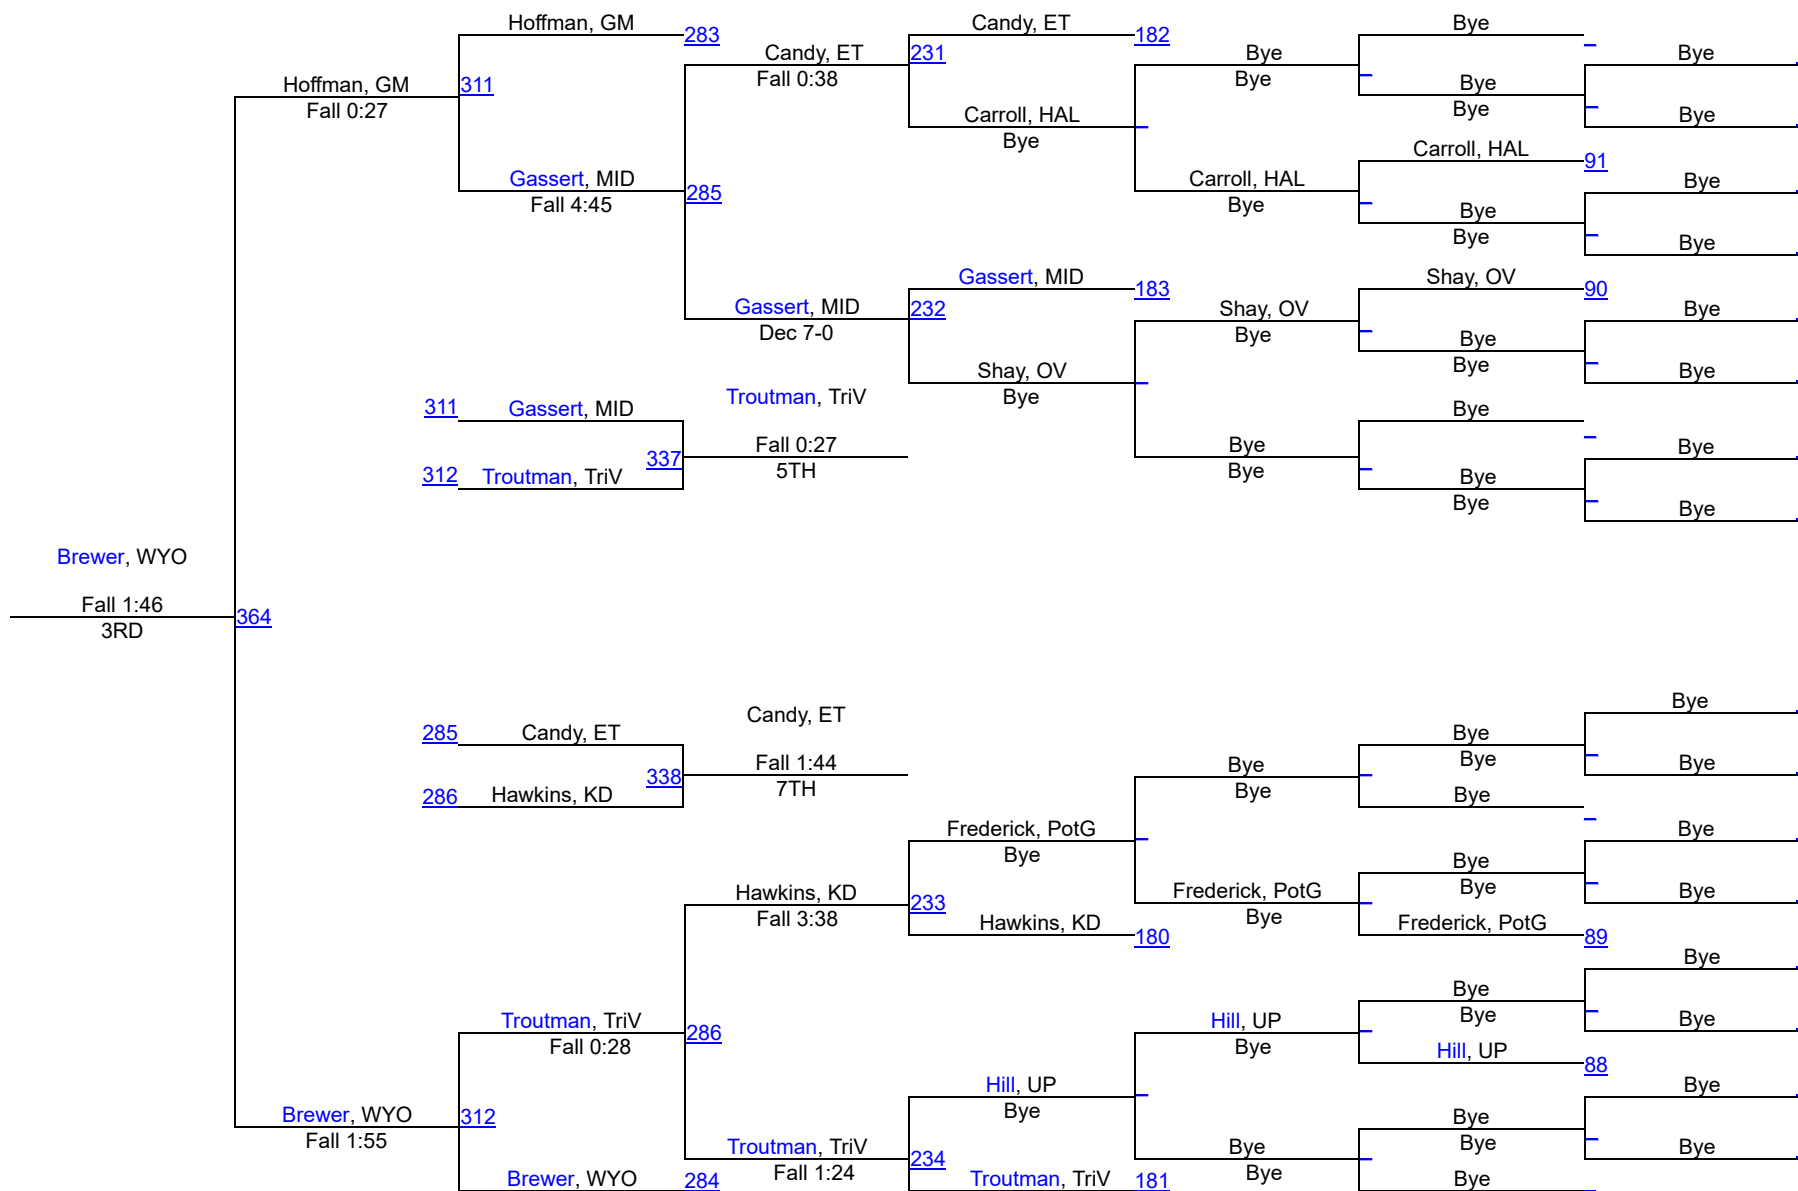 Hoffman, GM
283
Candy, ET
182
Bye
Bye
Candy, ET
231
Bye
Hoffman, GM
311
Fall 0:38
Bye
Bye
Fall 0:27
Carroll, HAL
Bye
Bye
Bye
Carroll, HAL
91
Gassert, MID
285
Carroll, HAL
Bye
Fall 4:45
Bye
Bye
Bye
Bye
Gassert, MID
183
Shay, OV
90
Gassert, MID
232
Shay, OV
Bye
Dec 7-0
Bye
Bye
Shay, OV
Bye
Bye
Bye
Troutman, TriV
311
Gassert, MID
Bye
Fall 0:27
Bye
Bye
337
5TH
Bye
312
Troutman, TriV
Bye
Bye
Bye
Brewer, WYO
Fall 1:46
364
3RD
Bye
Candy, ET
285
Candy, ET
Bye
Fall 1:44
Bye
Bye
Bye
338
7TH
Bye
286
Hawkins, KD
Bye
Frederick, PotG
Bye
Bye
Bye
Hawkins, KD
233
Frederick, PotG
Bye
Bye
Fall 3:38
Bye
Hawkins, KD
180
Frederick, PotG
89
Bye
Bye
Troutman, TriV
286
Hill, UP
Bye
Bye
Fall 0:28
Bye
Hill, UP
88
Hill, UP
Bye
Bye
Brewer, WYO
312
Bye
Fall 1:55
Troutman, TriV
234
Bye
Bye
Bye
Fall 1:24
Bye
Brewer, WYO
284
Troutman, TriV
181
Bye